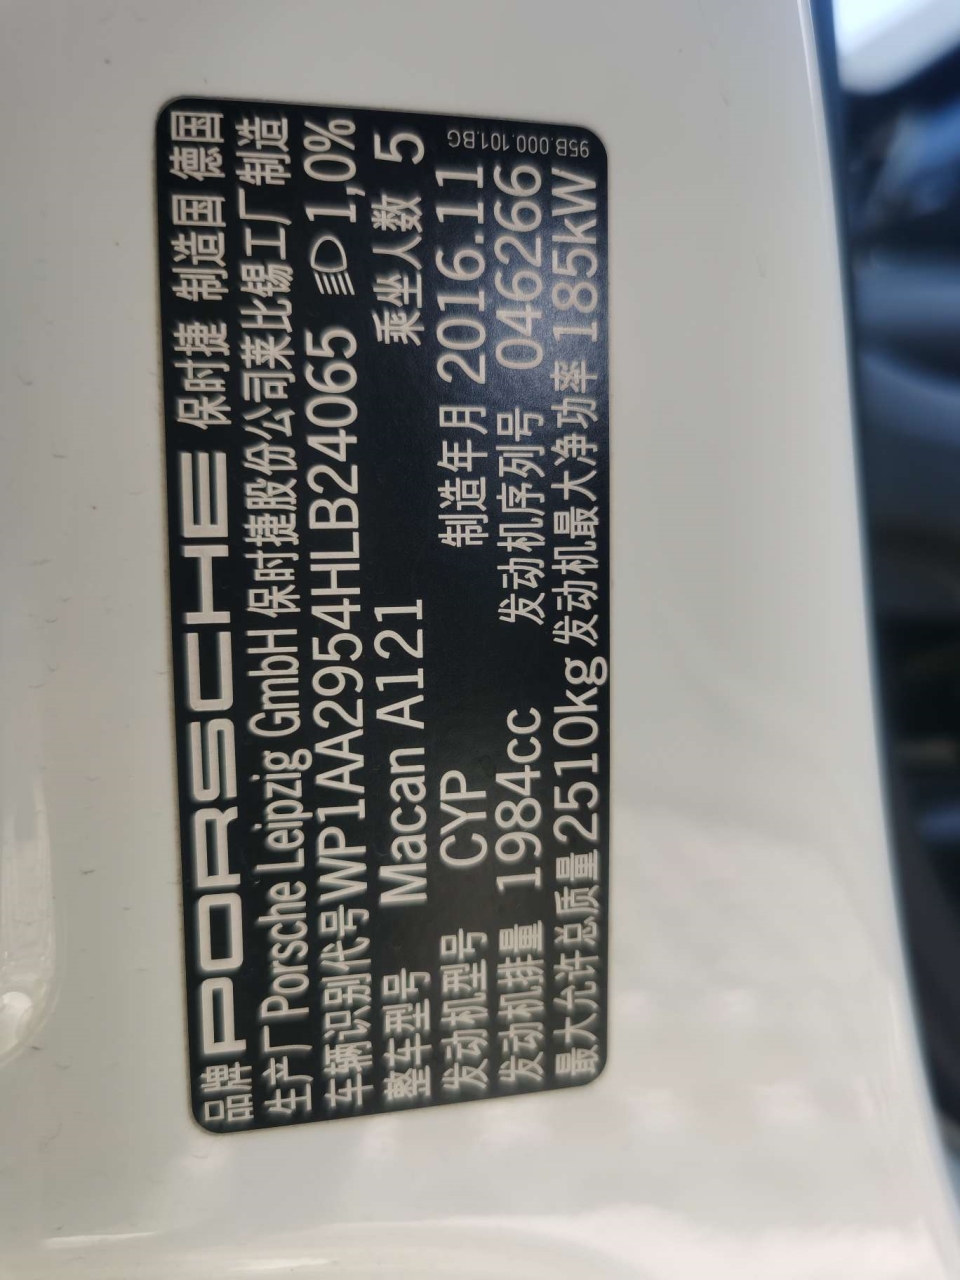 品牌 PORSCHE 保时捷 制造国 德国
生产厂 Porsche Leipzig GmbH 保时捷股份公司莱比锡工厂制造
车辆识别代号 WP1AA2954HLB24065 1,0%
整车型号 Macan A121 乘坐人数 5
发动机型号 CYP 制造年月 2016.11
发动机排量 1984cc 发动机序列号 046266
最大允许总质量 2510kg 发动机最大净功率 185kW
95B.000.101.BG